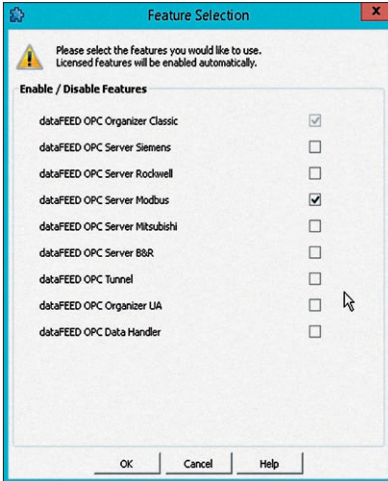 Feature Selection
x
Please select the features you would like to use.
Licensed features will be enabled automatically.
Enable / Disable Features
dataFEED OPC Organizer Classic
dataFEED OPC Server Siemens
dataFEED OPC Server Rockwell
dataFEED OPC Server Modbus
dataFEED OPC Server Mitsubishi
dataFEED OPC Server B&R
dataFEED OPC Tunnel
dataFEED OPC Organizer UA
dataFEED OPC Data Handler
OK Cancel Help